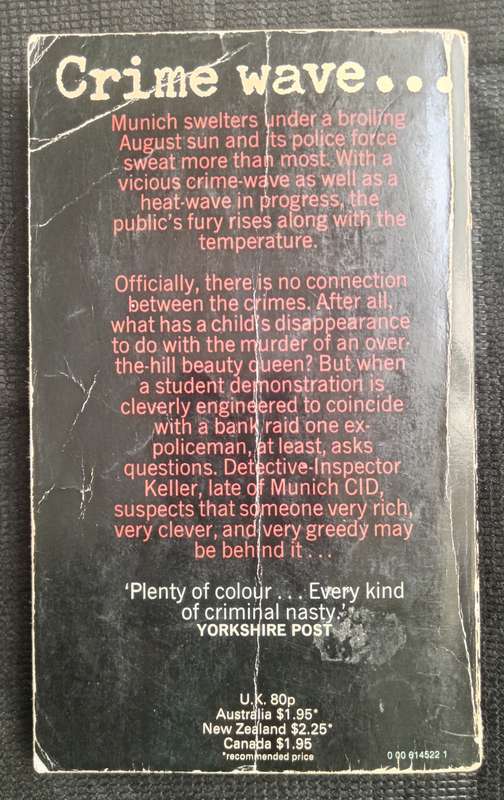 Crime wave...
Munich swelters under a broiling
August sun and its police force
sweat more than most. With a
vicious crime-wave as well as a
heat-wave in progress, the
public's fury rises along with the
temperature.
Officially, there is no connection
between the crimes. After all,
what has a child's disappearance
to do with the murder of an over-
the-hill beauty queen? But when
a student demonstration is
cleverly engineered to coincide
with a bank raid one ex-
policeman, at least, asks
questions. Detective-Inspector
Keller, late of Munich CID,
suspects that someone very rich,
very clever, and very greedy may
be behind it...
'Plenty of colour... Every kind
of criminal nasty.'
YORKSHIRE POST
U.K. 80p
Australia $1.95*
New Zealand $2.25*
Canada $1.95
*recommended price
0 00 614522 1